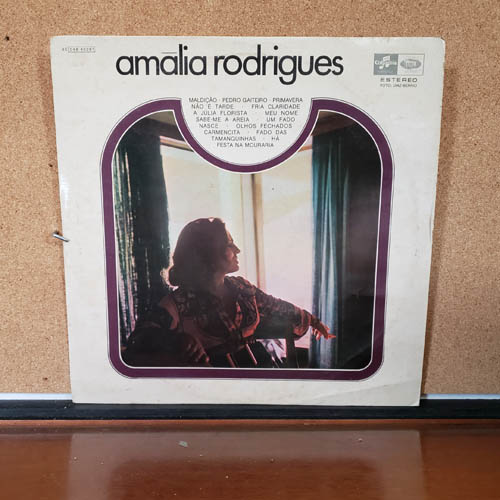 amália rodrigues
Columbia
ESTEREO
MALDIÇÃO · PEDRO GAITEIRO · PRIMAVERA
NÃO É TARDE · FRIA CLARIDADE
A JÚLIA FLORISTA · MEU NOME
SABE-ME A AREIA · UM FADO
NASCE · OLHOS FECHADOS
CARMENCITA · FADO DAS
TAMANQUINHAS · HÁ
FESTA NA MOURARIA